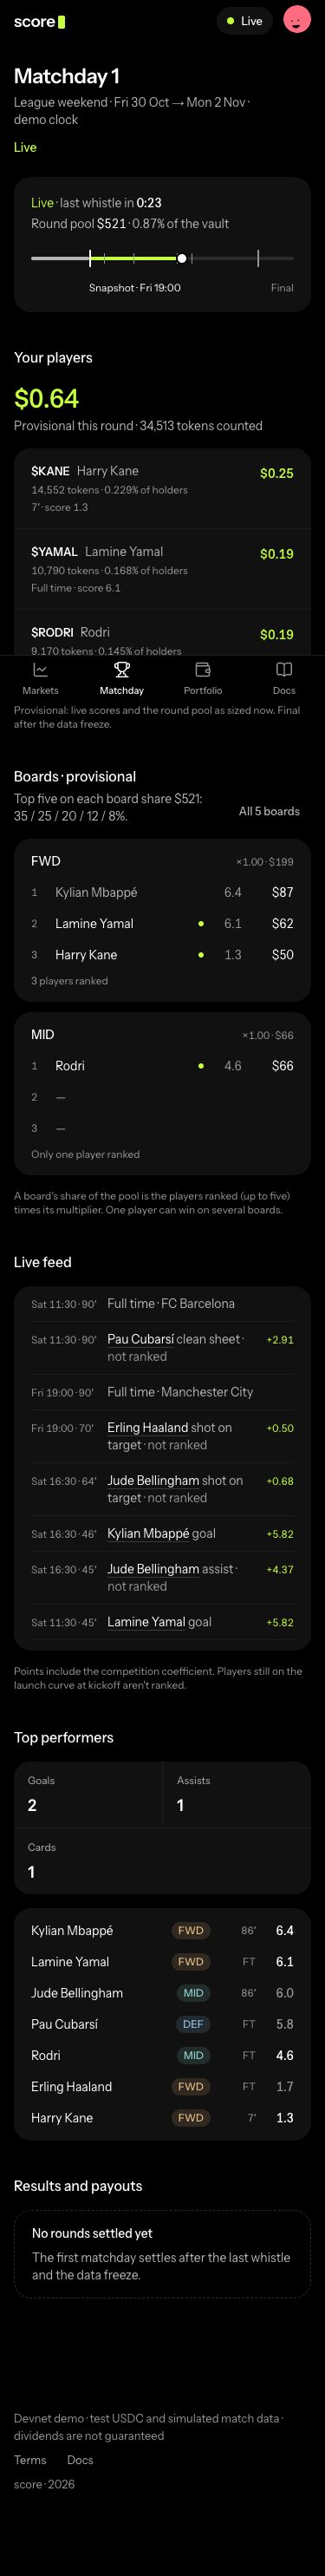 score
Live
Matchday 1
League weekend · Fri 30 Oct → Mon 2 Nov ·
demo clock
Live
Live · last whistle in 0:23
Round pool $521 · 0.87% of the vault
Snapshot · Fri 19:00 Final
Your players
$0.64
Provisional this round · 34,513 tokens counted
$KANE Harry Kane $0.25
14,552 tokens · 0.229% of holders
7′ · score 1.3
$YAMAL Lamine Yamal $0.19
10,790 tokens · 0.168% of holders
Full time · score 6.1
$RODRI Rodri $0.19
9,170 tokens · 0.145% of holders
Markets Matchday Portfolio Docs
Provisional: live scores and the round pool as sized now. Final
after the data freeze.
Boards · provisional
Top five on each board share $521:
35 / 25 / 20 / 12 / 8%.
All 5 boards
FWD ×1.00 · $199
1 Kylian Mbappé 6.4 $87
2 Lamine Yamal 6.1 $62
3 Harry Kane 1.3 $50
3 players ranked
MID ×1.00 · $66
1 Rodri 4.6 $66
2 —
3 —
Only one player ranked
A board's share of the pool is the players ranked (up to five)
times its multiplier. One player can win on several boards.
Live feed
Sat 11:30 · 90′ Full time · FC Barcelona
Sat 11:30 · 90′ Pau Cubarsí clean sheet · +2.91
not ranked
Fri 19:00 · 90′ Full time · Manchester City
Fri 19:00 · 70′ Erling Haaland shot on +0.50
target · not ranked
Sat 16:30 · 64′ Jude Bellingham shot on +0.68
target · not ranked
Sat 16:30 · 46′ Kylian Mbappé goal +5.82
Sat 16:30 · 45′ Jude Bellingham assist · +4.37
not ranked
Sat 11:30 · 45′ Lamine Yamal goal +5.82
Points include the competition coefficient. Players still on the
launch curve at kickoff aren't ranked.
Top performers
Goals Assists
2 1
Cards
1
Kylian Mbappé FWD 86′ 6.4
Lamine Yamal FWD FT 6.1
Jude Bellingham MID 86′ 6.0
Pau Cubarsí DEF FT 5.8
Rodri MID FT 4.6
Erling Haaland FWD FT 1.7
Harry Kane FWD 7′ 1.3
Results and payouts
No rounds settled yet
The first matchday settles after the last whistle
and the data freeze.
Devnet demo · test USDC and simulated match data ·
dividends are not guaranteed
Terms Docs
score · 2026